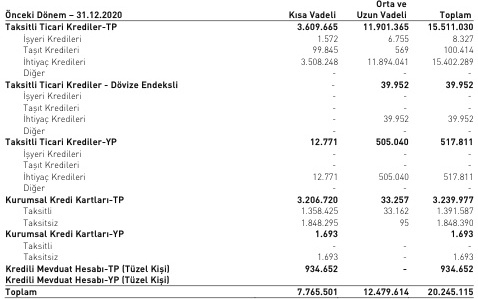 Orta ve
Önceki Dönem – 31.12.2020 Kısa Vadeli Uzun Vadeli Toplam
Taksitli Ticari Krediler-TP 3.609.665 11.901.365 15.511.030
İşyeri Kredileri 1.572 6.755 8.327
Taşıt Kredileri 99.845 569 100.414
İhtiyaç Kredileri 3.508.248 11.894.041 15.402.289
Diğer - - -
Taksitli Ticari Krediler - Dövize Endeksli - 39.952 39.952
İşyeri Kredileri - - -
Taşıt Kredileri - - -
İhtiyaç Kredileri - 39.952 39.952
Diğer - - -
Taksitli Ticari Krediler-YP 12.771 505.040 517.811
İşyeri Kredileri - - -
Taşıt Kredileri - - -
İhtiyaç Kredileri 12.771 505.040 517.811
Diğer - - -
Kurumsal Kredi Kartları-TP 3.206.720 33.257 3.239.977
Taksitli 1.358.425 33.162 1.391.587
Taksitsiz 1.848.295 95 1.848.390
Kurumsal Kredi Kartları-YP 1.693 - 1.693
Taksitli - - -
Taksitsiz 1.693 - 1.693
Kredili Mevduat Hesabı-TP (Tüzel Kişi) 934.652 - 934.652
Kredili Mevduat Hesabı-YP (Tüzel Kişi)
Toplam 7.765.501 12.479.614 20.245.115